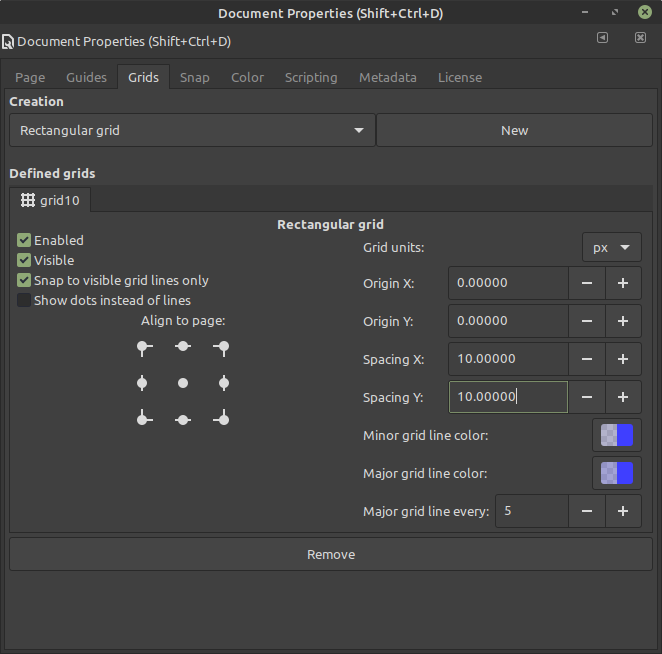 Document Properties (Shift+Ctrl+D)
Document Properties (Shift+Ctrl+D)
Page Guides Grids Snap Color Scripting Metadata License
Creation
Rectangular grid New
Defined grids
grid10
Rectangular grid
Enabled
Visible
Snap to visible grid lines only
Show dots instead of lines
Align to page:
Grid units: px
Origin X: 0.00000
Origin Y: 0.00000
Spacing X: 10.00000
Spacing Y: 10.00000
Minor grid line color:
Major grid line color:
Major grid line every: 5
Remove